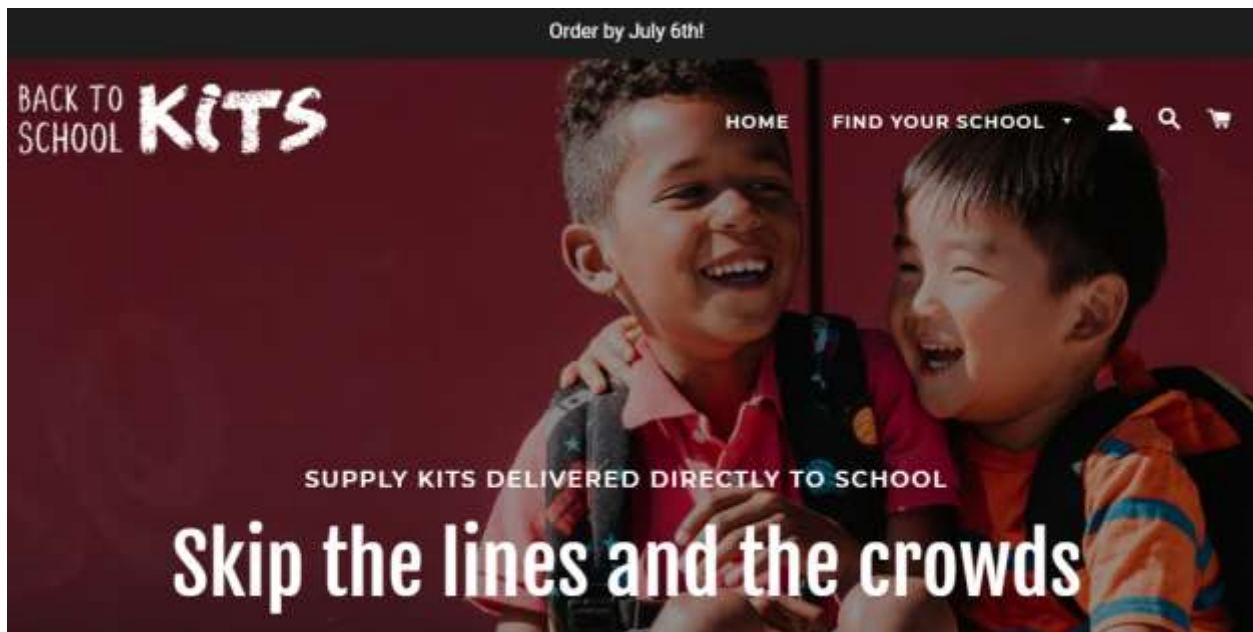 Order by July 6th!
BACK TO
SCHOOL KiTS
HOME FIND YOUR SCHOOL
SUPPLY KITS DELIVERED DIRECTLY TO SCHOOL
Skip the lines and the crowds